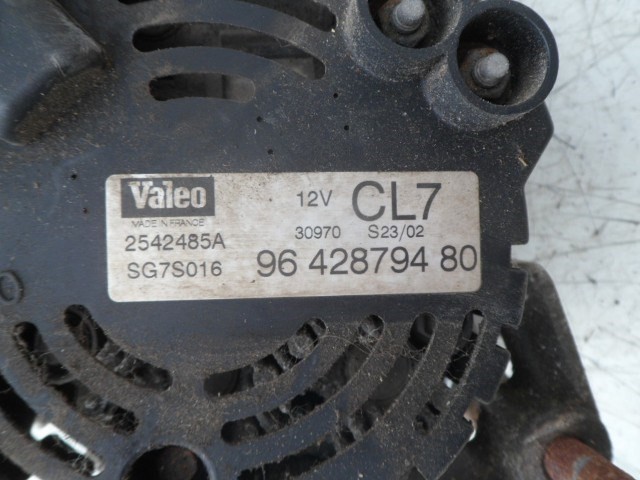 Valeo 12V CL7
MADE IN FRANCE
2542485A 30970 S23/02
SG7S016 96 428794 80